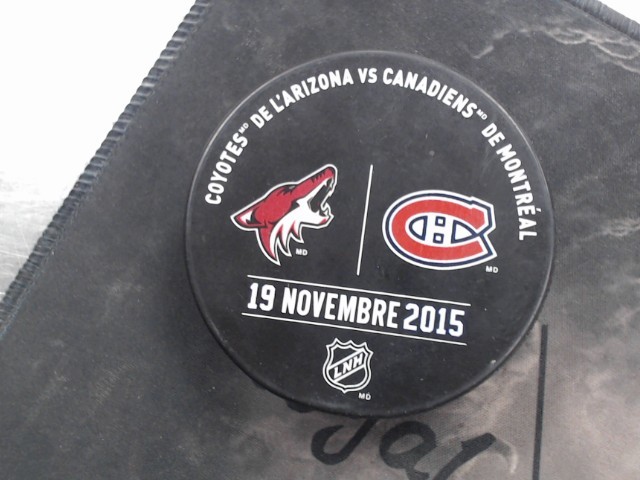 COYOTES MD DE L'ARIZONA VS CANADIENS MD DE MONTRÉAL
MD
MD
19 NOVEMBRE 2015
LNH
MD